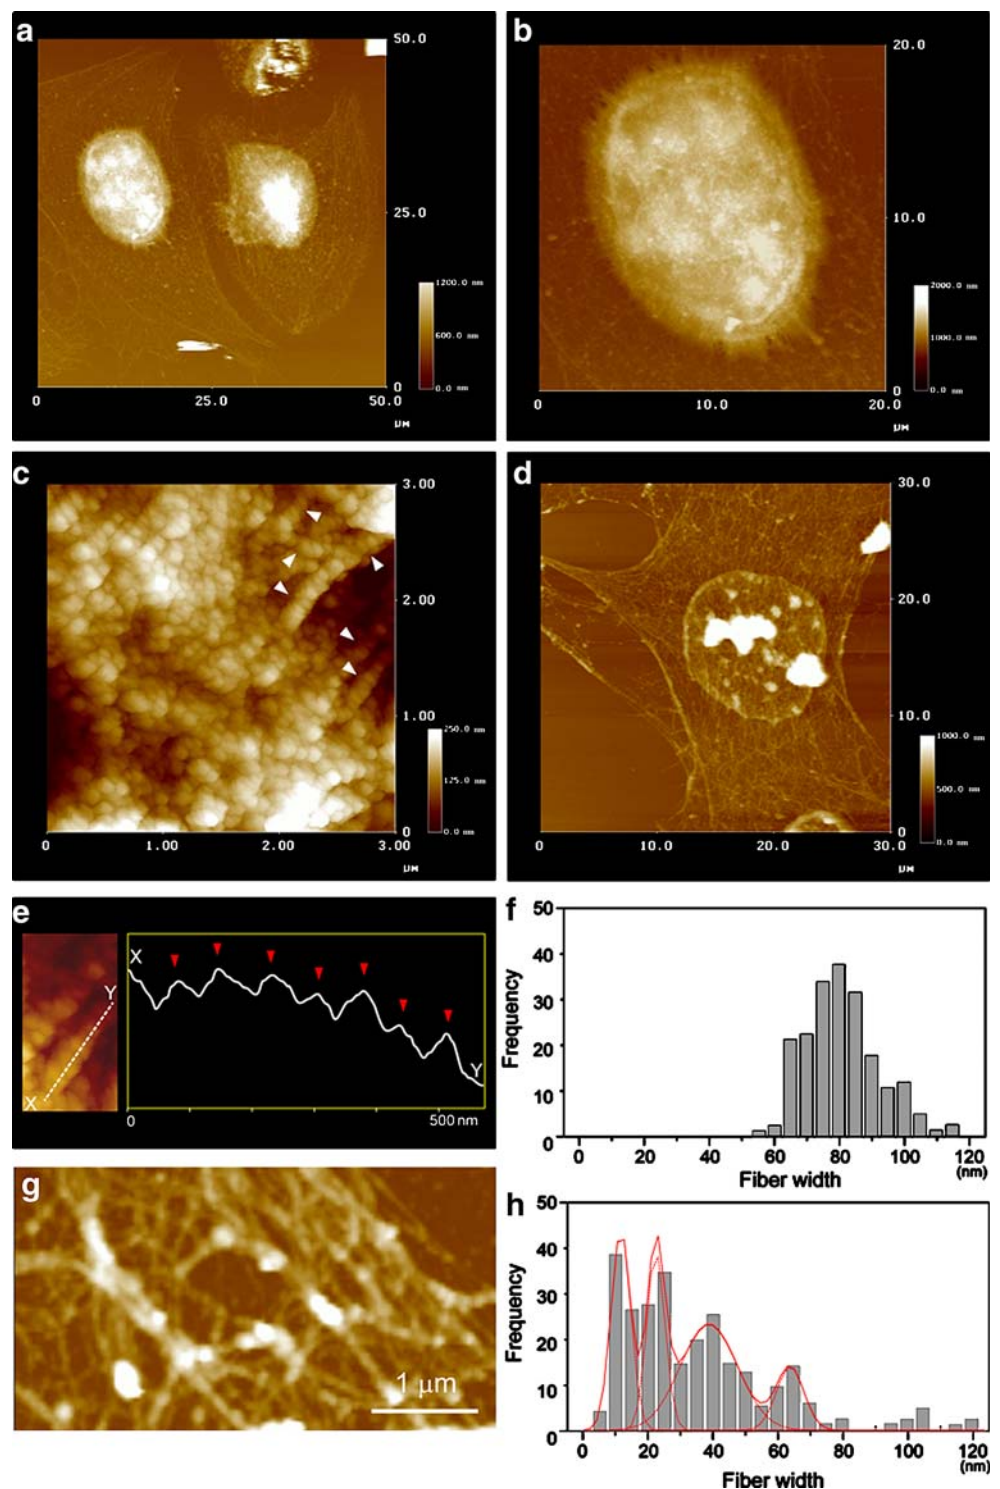 a
50.0
25.0
0
1200.0 nm
600.0
0.0 nm
0 25.0 50.0
μM
b
20.0
10.0
0
2000.0 nm
1000.0
0.0 nm
0 10.0 20.0
μM
c
3.00
2.00
1.00
0
250.0 nm
125.0 nm
0.0 nm
0 1.00 2.00 3.00
μM
d
30.0
20.0
10.0
0
1000.0 nm
500.0
0.0 nm
0 10.0 20.0 30.0
μM
e
X
Y
X
Y
0 500 nm
f
50
40
30
20
10
0
Frequency
0 20 40 60 80 100 120
(nm)
Fiber width
g
1 μm
h
50
40
30
20
10
0
Frequency
0 20 40 60 80 100 120
(nm)
Fiber width